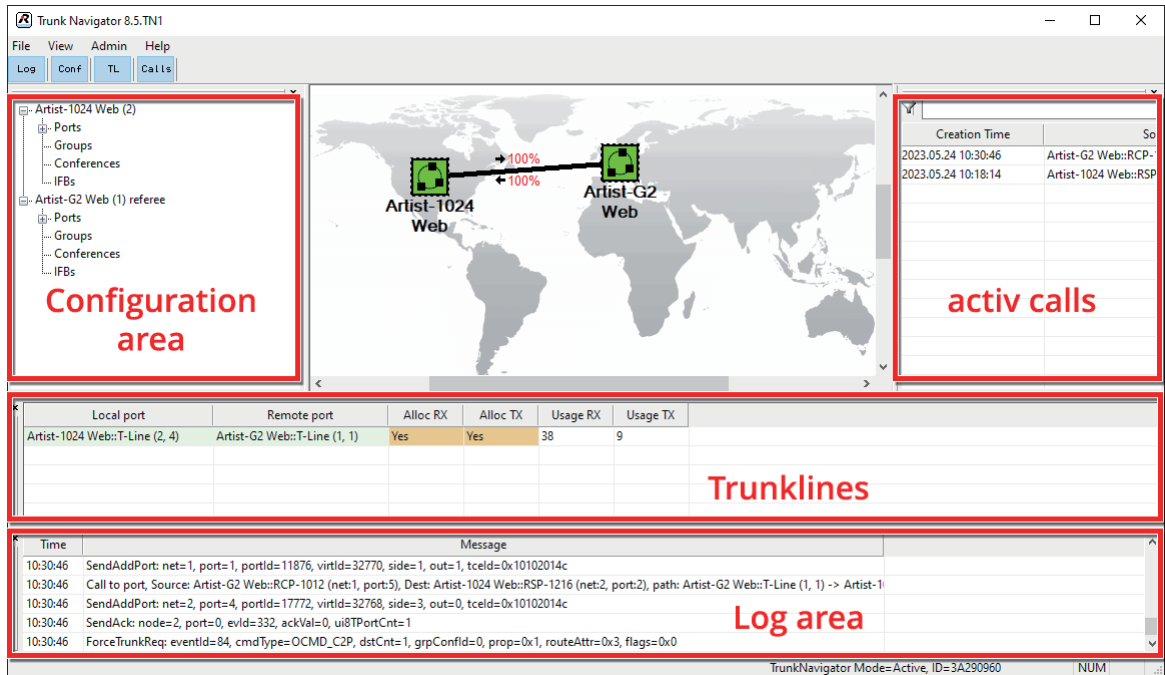 Trunk Navigator 8.5.TN1
File View Admin Help
Log Conf TL Calls
Artist-1024 Web (2)
Ports
Groups
Conferences
IFBs
Artist-G2 Web (1) referee
Ports
Groups
Conferences
IFBs
Configuration
area
100%
100%
Artist-1024
Web
Artist-G2
Web
Creation Time So
2023.05.24 10:30:46 Artist-G2 Web::RCP-
2023.05.24 10:18:14 Artist-1024 Web::RSP
activ calls
Local port Remote port Alloc RX Alloc TX Usage RX Usage TX
Artist-1024 Web::T-Line (2, 4) Artist-G2 Web::T-Line (1, 1) Yes Yes 38 9
Trunklines
Time Message
10:30:46 SendAddPort: net=1, port=1, portId=11876, virtId=32770, side=1, out=1, tceId=0x10102014c
10:30:46 Call to port, Source: Artist-G2 Web::RCP-1012 (net:1, port:5), Dest: Artist-1024 Web::RSP-1216 (net:2, port:2), path: Artist-G2 Web::T-Line (1, 1) -> Artist-1
10:30:46 SendAddPort: net=2, port=4, portId=17772, virtId=32768, side=3, out=0, tceId=0x10102014c
10:30:46 SendAck: node=2, port=0, evId=332, ackVal=0, ui8TPortCnt=1
10:30:46 ForceTrunkReq: eventId=84, cmdType=OCMD_C2P, dstCnt=1, grpConfId=0, prop=0x1, routeAttr=0x3, flags=0x0
Log area
TrunkNavigator Mode=Active, ID=3A290960 NUM